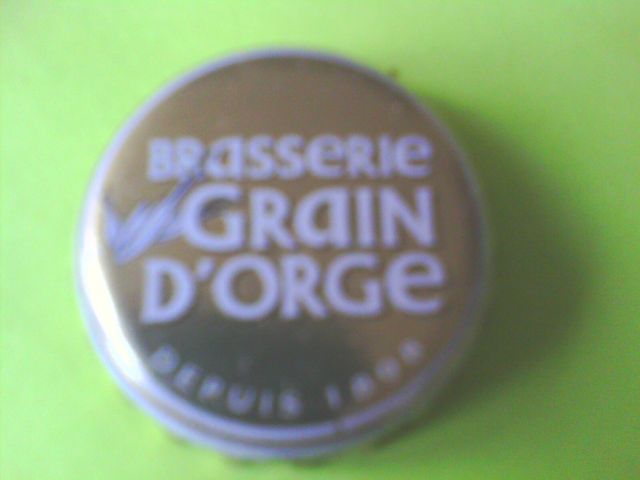 BRasseRIe
GRaIN
D'ORGe
DEPUIS